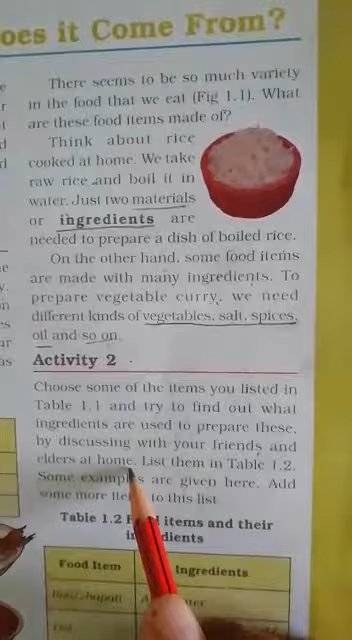 oes it Come From?
There seems to be so much variety
in the food that we eat (Fig 1.1). What
are these food items made of?
Think about rice
cooked at home. We take
raw rice and boil it in
water. Just two materials
or ingredients are
needed to prepare a dish of boiled rice.
On the other hand, some food items
are made with many ingredients. To
prepare vegetable curry, we need
different kinds of vegetables, salt, spices,
oil and so on.
Activity 2
Choose some of the items you listed in
Table 1.1 and try to find out what
ingredients are used to prepare these,
by discussing with your friends and
elders at home. List them in Table 1.2.
Some examples are given here. Add
some more to this list
Table 1.2 items and their
ingredients
Food Item
Ingredients